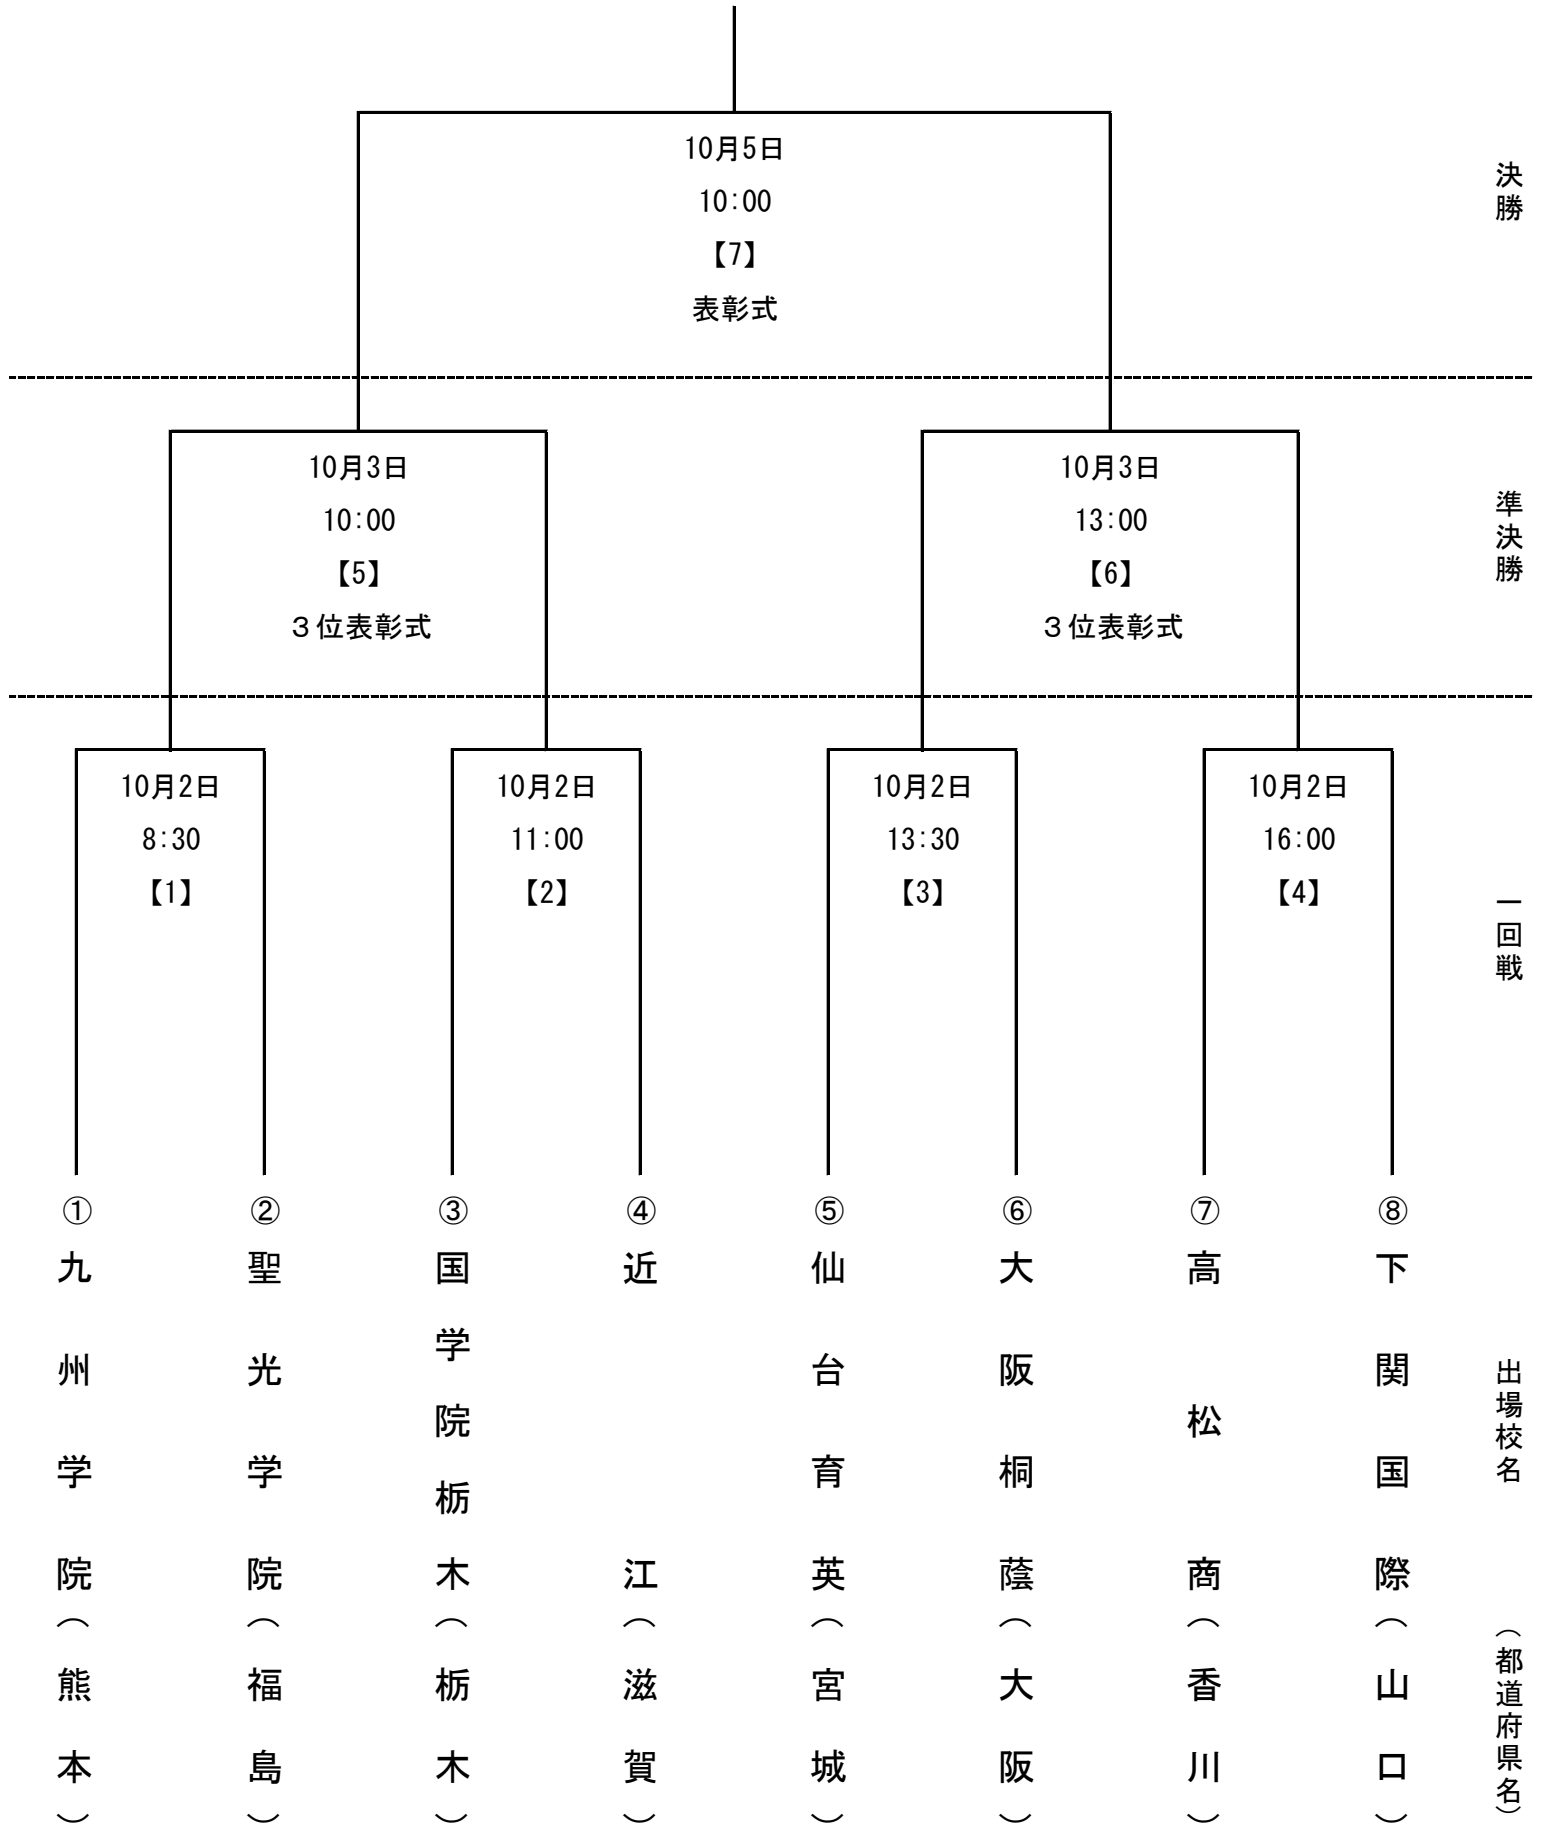 10月5日
10:00
【7】
表彰式
決勝
10月3日
10:00
【5】
３位表彰式
10月3日
13:00
【6】
３位表彰式
準決勝
10月2日
8:30
【1】
10月2日
11:00
【2】
10月2日
13:30
【3】
10月2日
16:00
【4】
一回戦
①
九州学院（熊本）
②
聖光学院（福島）
③
国学院栃木（栃木）
④
近江（滋賀）
⑤
仙台育英（宮城）
⑥
大阪桐蔭（大阪）
⑦
高松商（香川）
⑧
下関国際（山口）
出場校名
（都道府県名）